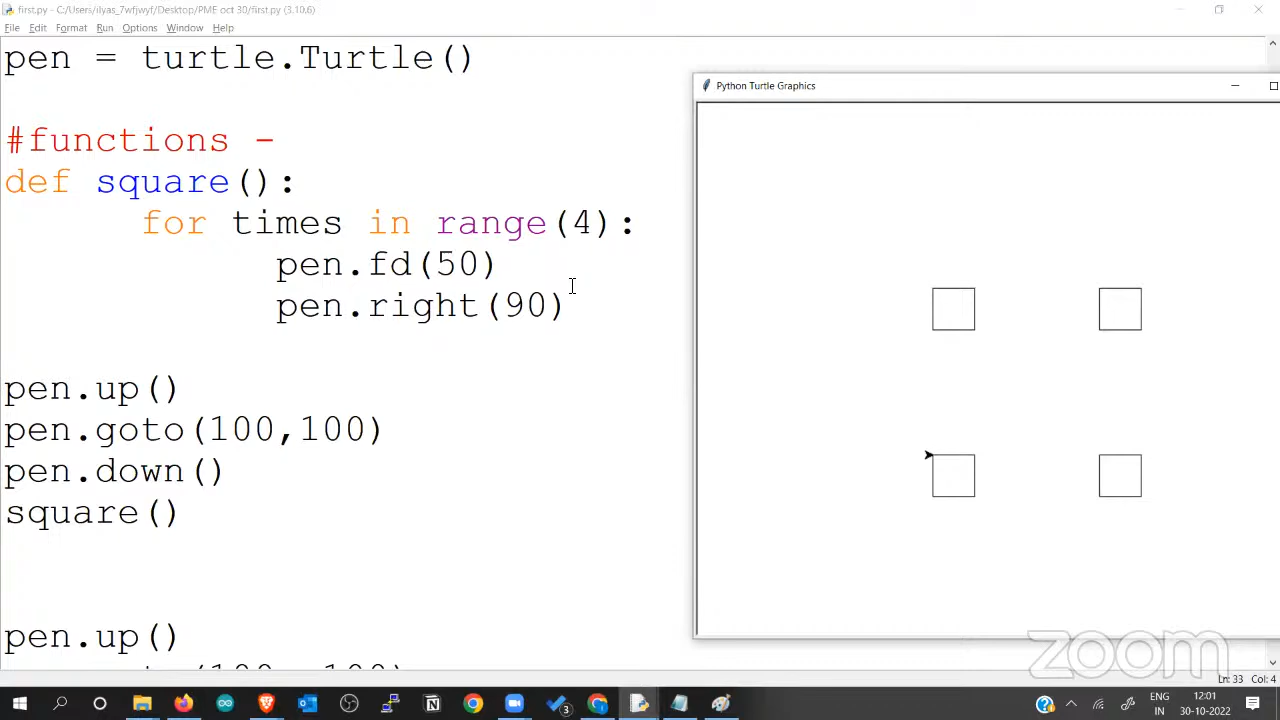 first.py - C:/Users/ilyas_7wfjwyf/Desktop/PME oct 30/first.py (3.10.6)
File Edit Format Run Options Window Help
pen = turtle.Turtle()
#functions -
def square():
for times in range(4):
pen.fd(50)
pen.right(90)
pen.up()
pen.goto(100,100)
pen.down()
square()
pen.up()
Python Turtle Graphics
zoom
Ln: 33 Col: 4
3
ENG
IN
12:01
30-10-2022